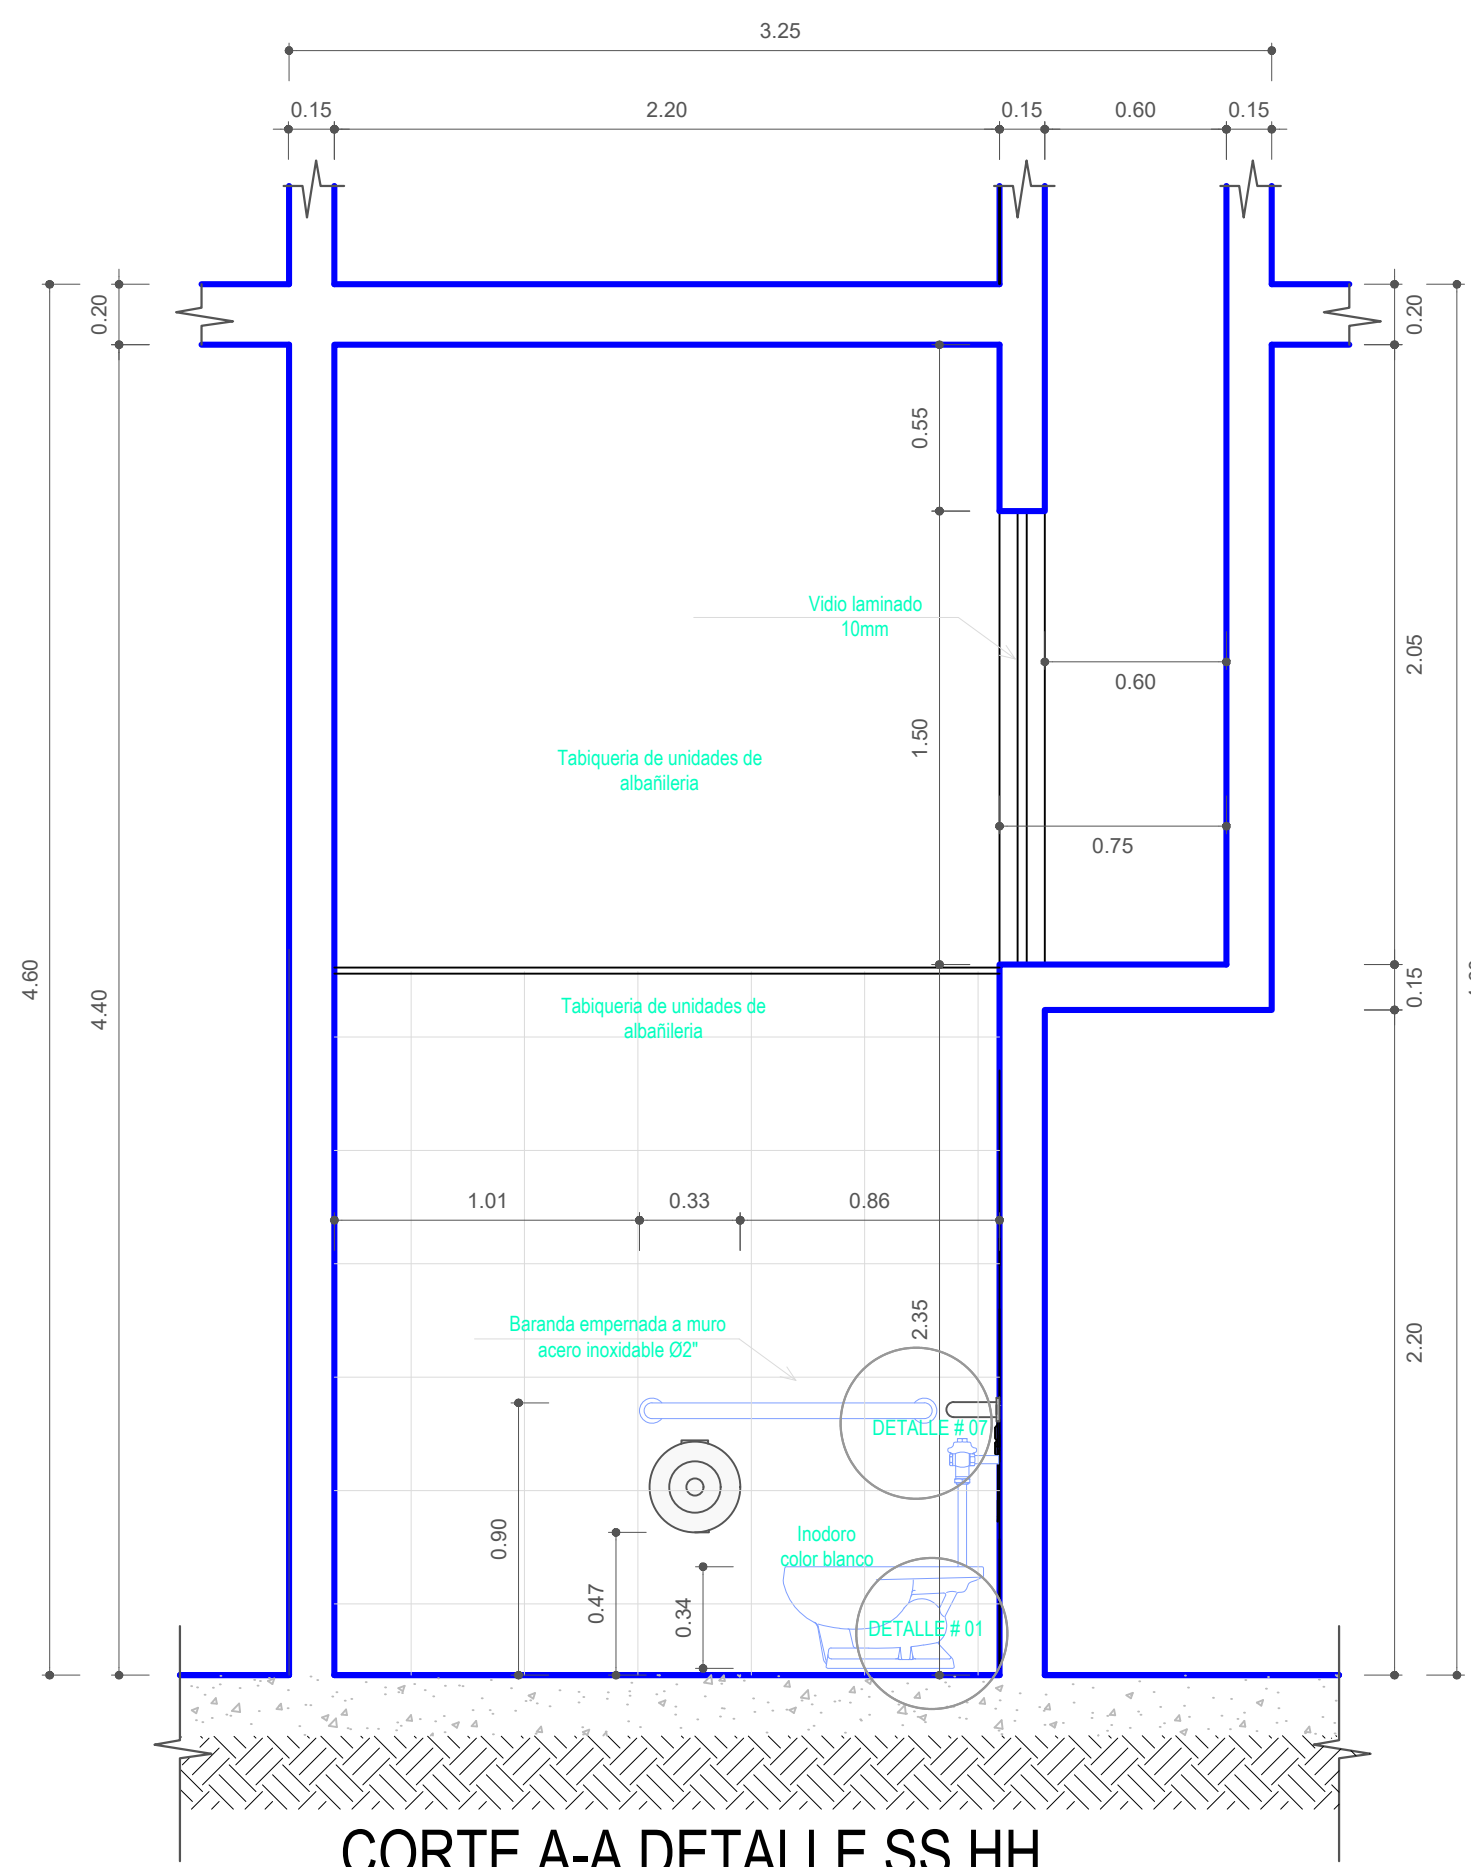 3.25
0.15 2.20 0.15 0.60 0.15
0.20 0.20
0.55
Vidio laminado
10mm
2.05
0.60
1.50
Tabiqueria de unidades de
albañileria
0.75
4.60 4.40 0.15
Tabiqueria de unidades de
albañileria
1.01 0.33 0.86
2.35
Baranda empernada a muro
acero inoxidable Ø2"
2.20
DETALLE # 07
0.90
Inodoro
color blanco
0.47 0.34
DETALLE # 01
CORTE A-A DETALLE SS.HH